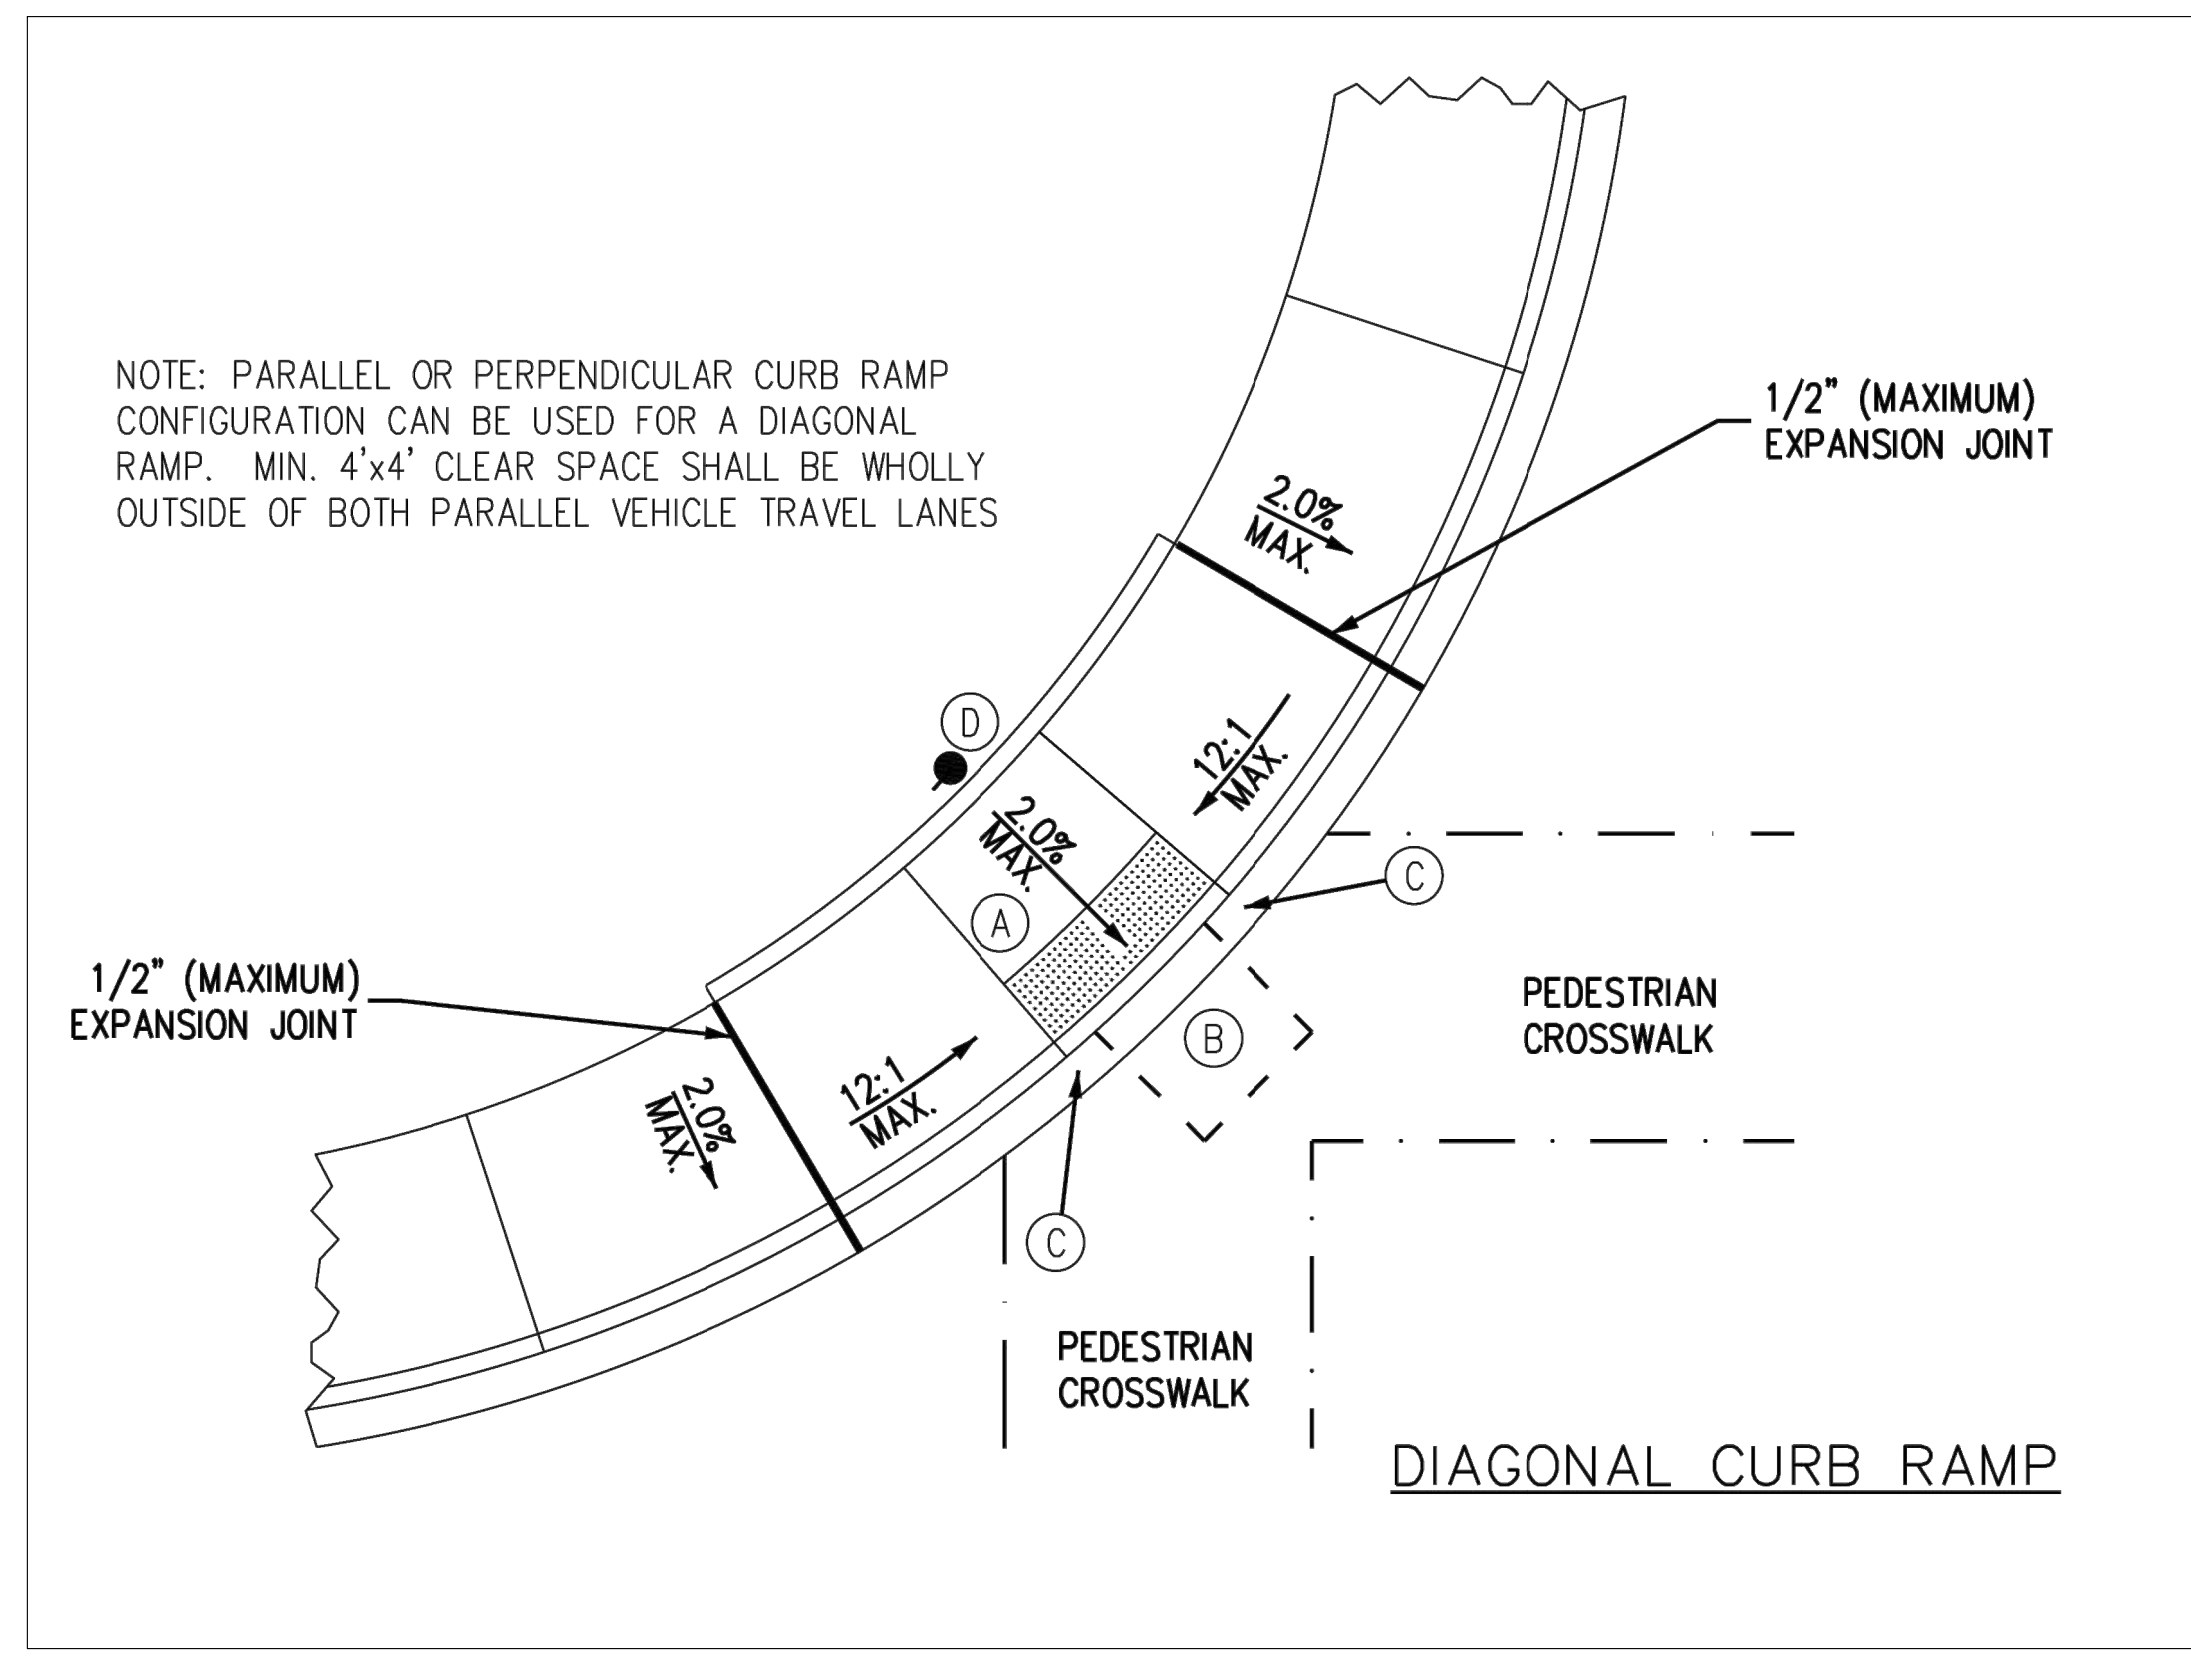 NOTE: PARALLEL OR PERPENDICULAR CURB RAMP
CONFIGURATION CAN BE USED FOR A DIAGONAL
RAMP. MIN. 4'x4' CLEAR SPACE SHALL BE WHOLLY
OUTSIDE OF BOTH PARALLEL VEHICLE TRAVEL LANES
1/2" (MAXIMUM)
EXPANSION JOINT
2.0%
MAX.
D
12:1
MAX.
2.0%
MAX.
A
C
1/2" (MAXIMUM)
EXPANSION JOINT
B
PEDESTRIAN
CROSSWALK
2.0%
MAX.
12:1
MAX.
C
PEDESTRIAN
CROSSWALK
DIAGONAL CURB RAMP